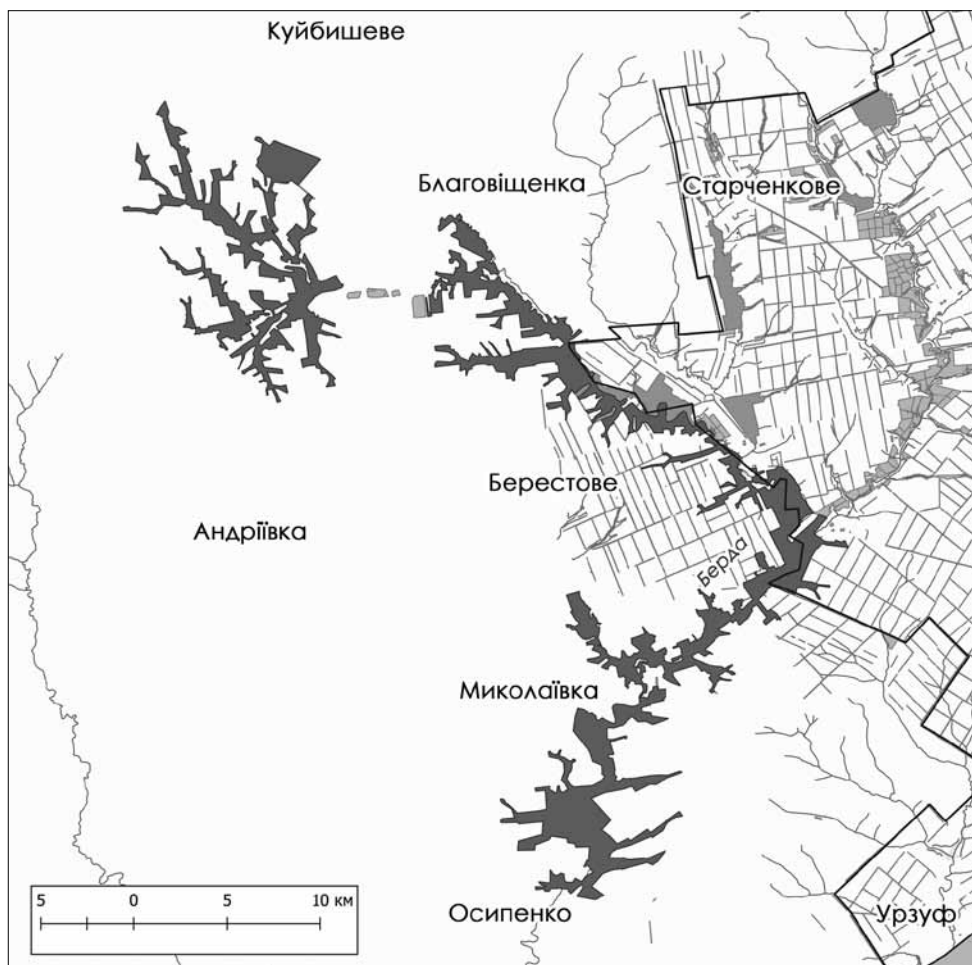 Куйбишеве
Благовіщенка
Старченкове
Берестове
Андріївка
Берда
Миколаївка
5 0 5 10 км
Осипенко
Урзуф